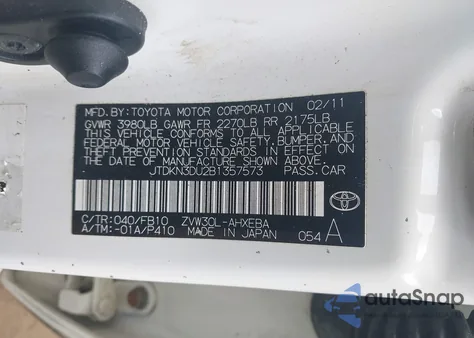 MFD. BY: TOYOTA MOTOR CORPORATION 02/11
GVWR 3980LB GAWR FR 2270LB RR 2175LB
THIS VEHICLE CONFORMS TO ALL APPLICABLE
FEDERAL MOTOR VEHICLE SAFETY, BUMPER, AND
THEFT PREVENTION STANDARDS IN EFFECT ON
THE DATE OF MANUFACTURE SHOWN ABOVE.
JTDKN3DU2B1357573 PASS. CAR
C/TR: 040/FB10 ZVW30L-AHXEBA
A/TM: -01A/P410 MADE IN JAPAN 054 A
TOYOTA
autoSnap